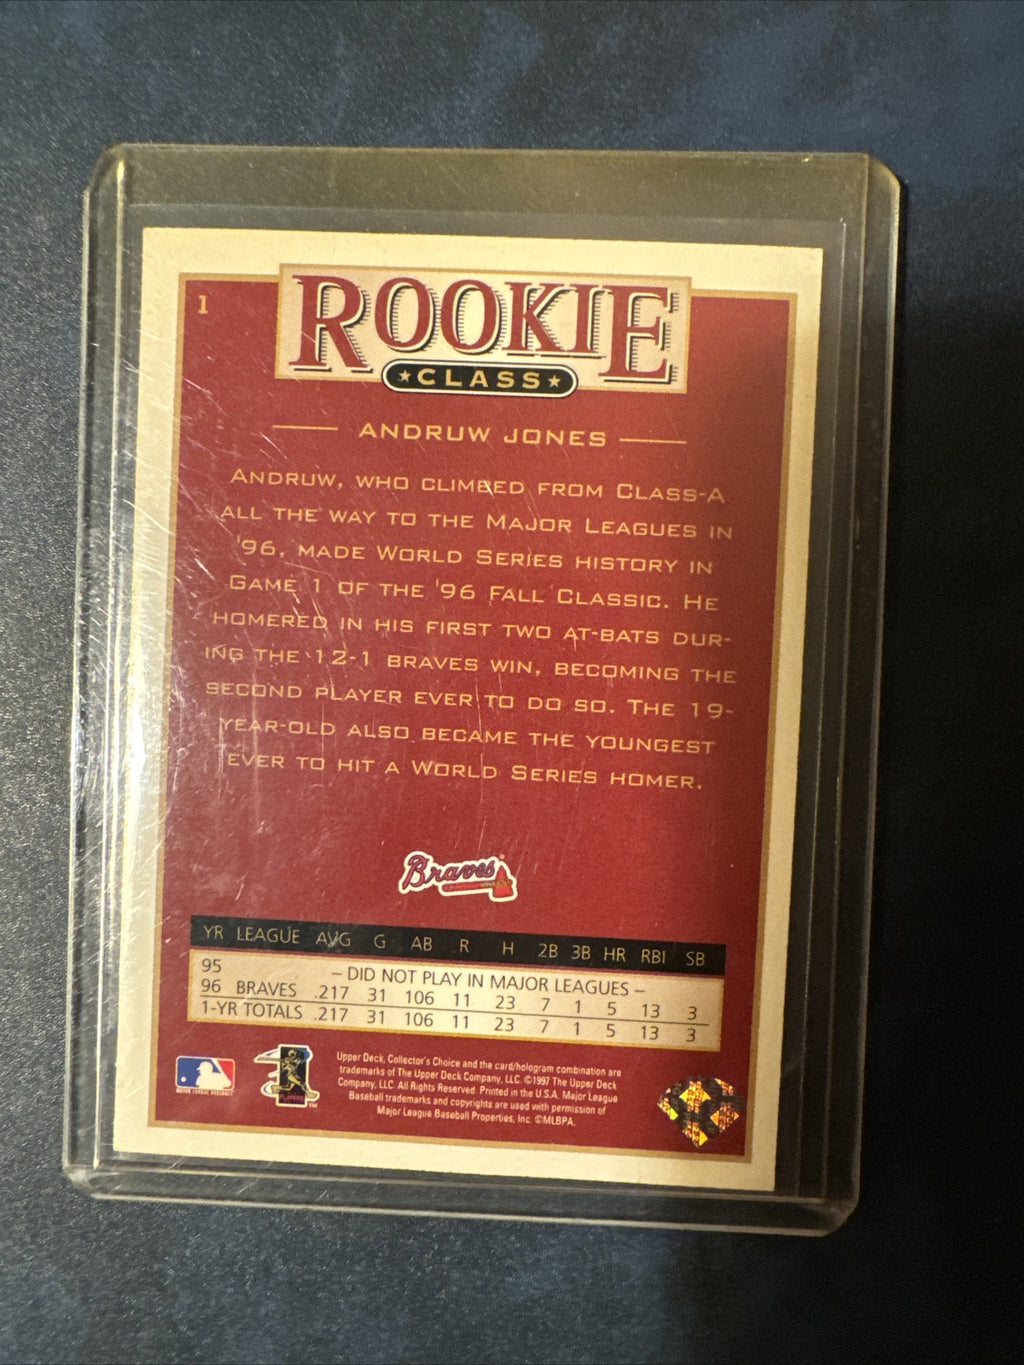 1
ROOKIE
★CLASS★
ANDRUW JONES
ANDRUW, WHO CLIMBED FROM CLASS-A
ALL THE WAY TO THE MAJOR LEAGUES IN
'96, MADE WORLD SERIES HISTORY IN
GAME 1 OF THE '96 FALL CLASSIC. HE
HOMERED IN HIS FIRST TWO AT-BATS DUR-
ING THE 12-1 BRAVES WIN, BECOMING THE
SECOND PLAYER EVER TO DO SO. THE 19-
YEAR-OLD ALSO BECAME THE YOUNGEST
EVER TO HIT A WORLD SERIES HOMER.
Braves
YR LEAGUE AVG G AB R H 2B 3B HR RBI SB
95 – DID NOT PLAY IN MAJOR LEAGUES –
96 BRAVES .217 31 106 11 23 7 1 5 13 3
1-YR TOTALS .217 31 106 11 23 7 1 5 13 3
Upper Deck, Collector's Choice and the card/hologram combination are
trademarks of The Upper Deck Company, LLC. ©1997 The Upper Deck
Company, LLC. All Rights Reserved. Printed in the U.S.A. Major League
Baseball trademarks and copyrights are used with permission of
Major League Baseball Properties, Inc. ©MLBPA.
MAJOR LEAGUE BASEBALL
PLAYERS
TM